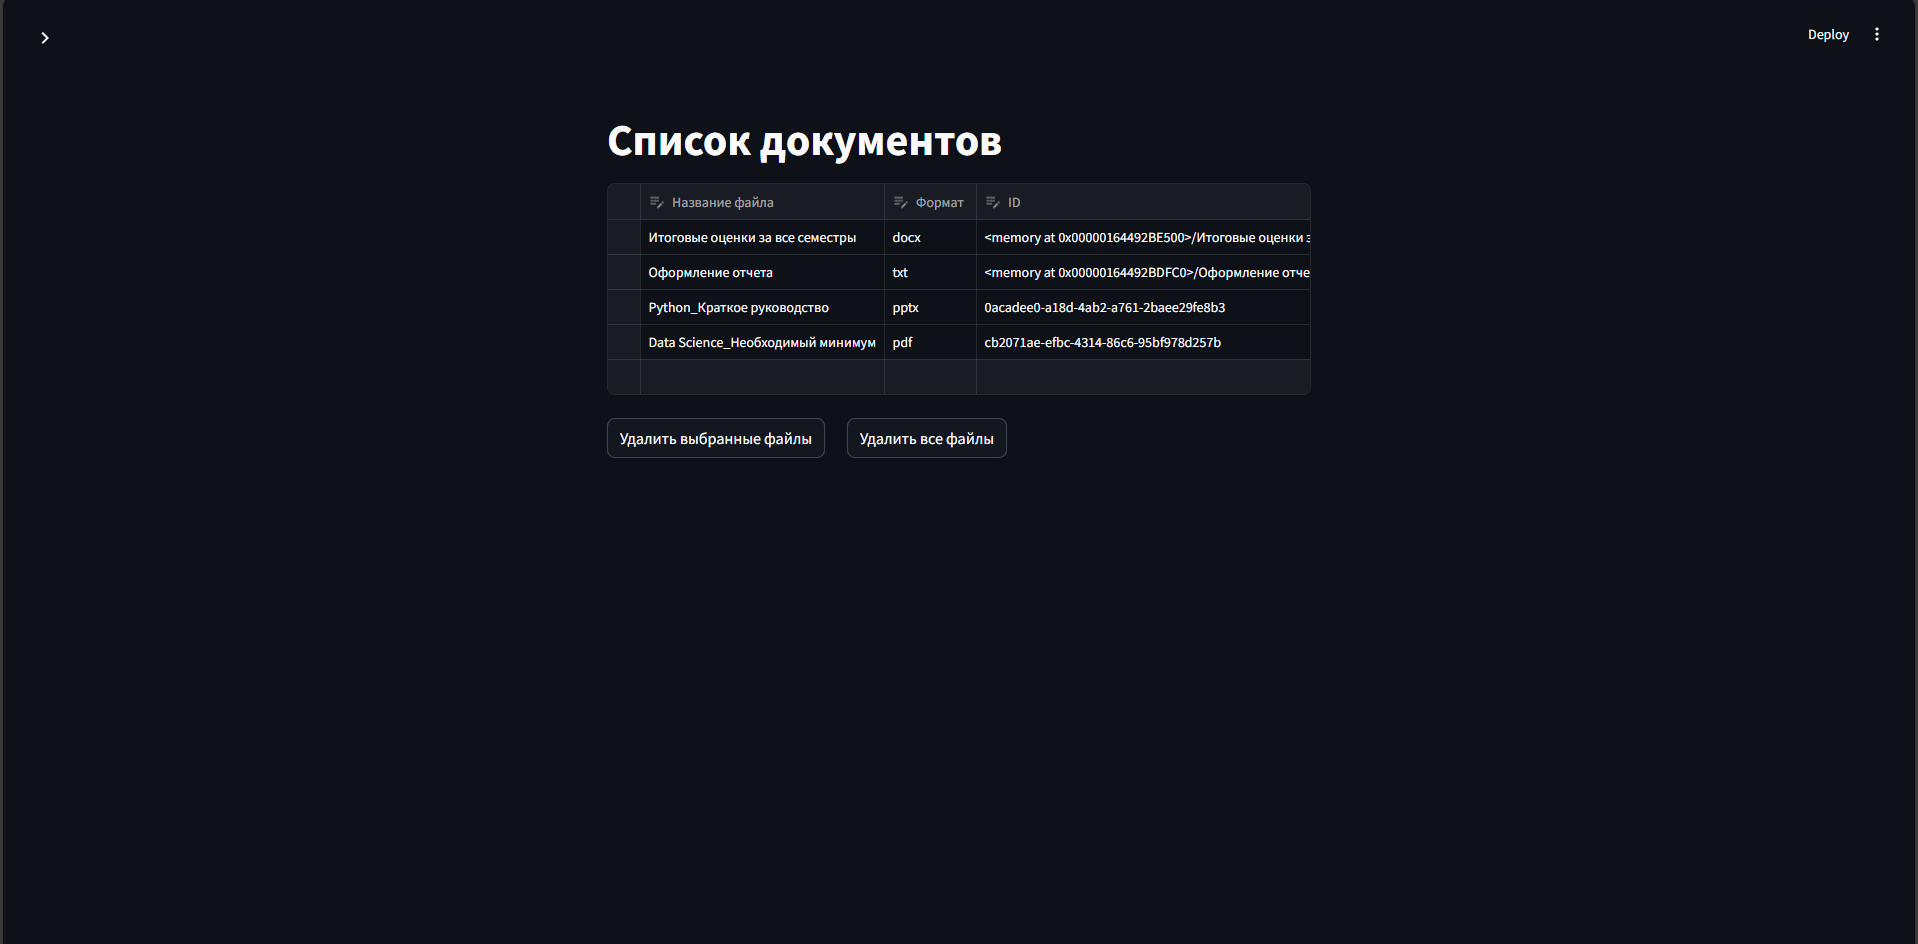 Deploy
Список документов
Название файла Формат ID
Итоговые оценки за все семестры docx <memory at 0x00000164492BE500>/Итоговые оценки з
Оформление отчета txt <memory at 0x00000164492BDFC0>/Оформление отче
Python_Краткое руководство pptx 0acadee0-a18d-4ab2-a761-2baee29fe8b3
Data Science_Необходимый минимум pdf cb2071ae-efbc-4314-86c6-95bf978d257b
Удалить выбранные файлы Удалить все файлы